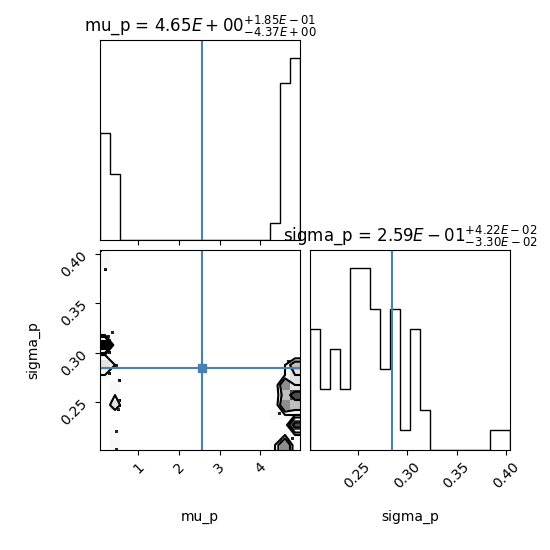 mu_p = 4.65E+00+1.85E−01−4.37E+00
sigma_p = 2.59E−01+4.22E−02−3.30E−02
0.40
0.35
0.30
0.25
sigma_p
1 2 3 4
mu_p
0.25 0.30 0.35 0.40
sigma_p